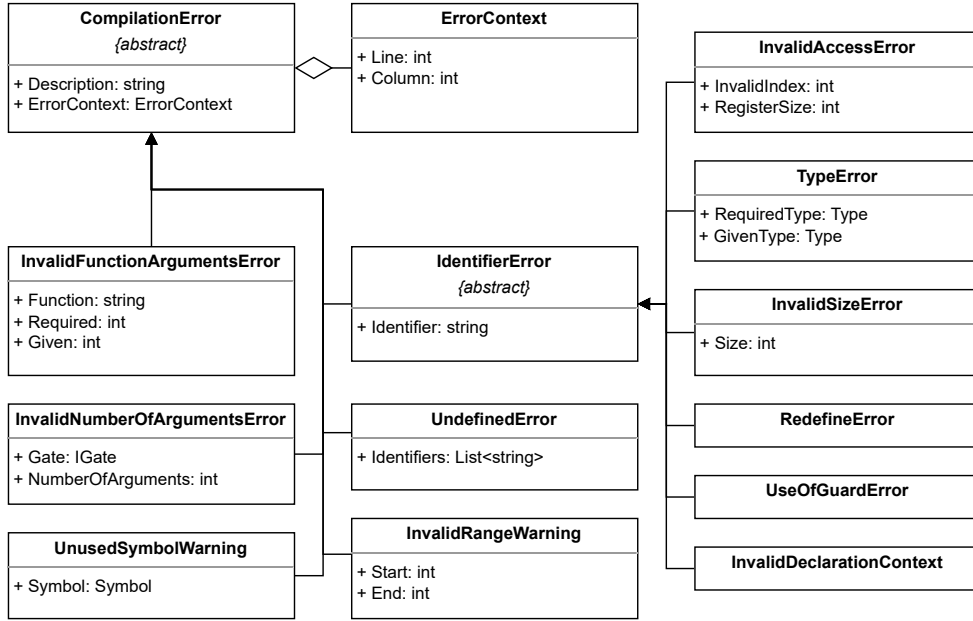 CompilationError
{abstract}
+ Description: string
+ ErrorContext: ErrorContext
ErrorContext
+ Line: int
+ Column: int
InvalidAccessError
+ InvalidIndex: int
+ RegisterSize: int
TypeError
+ RequiredType: Type
+ GivenType: Type
InvalidFunctionArgumentsError
+ Function: string
+ Required: int
+ Given: int
IdentifierError
{abstract}
+ Identifier: string
InvalidSizeError
+ Size: int
InvalidNumberOfArgumentsError
+ Gate: IGate
+ NumberOfArguments: int
UndefinedError
+ Identifiers: List<string>
RedefineError
UseOfGuardError
UnusedSymbolWarning
+ Symbol: Symbol
InvalidRangeWarning
+ Start: int
+ End: int
InvalidDeclarationContext